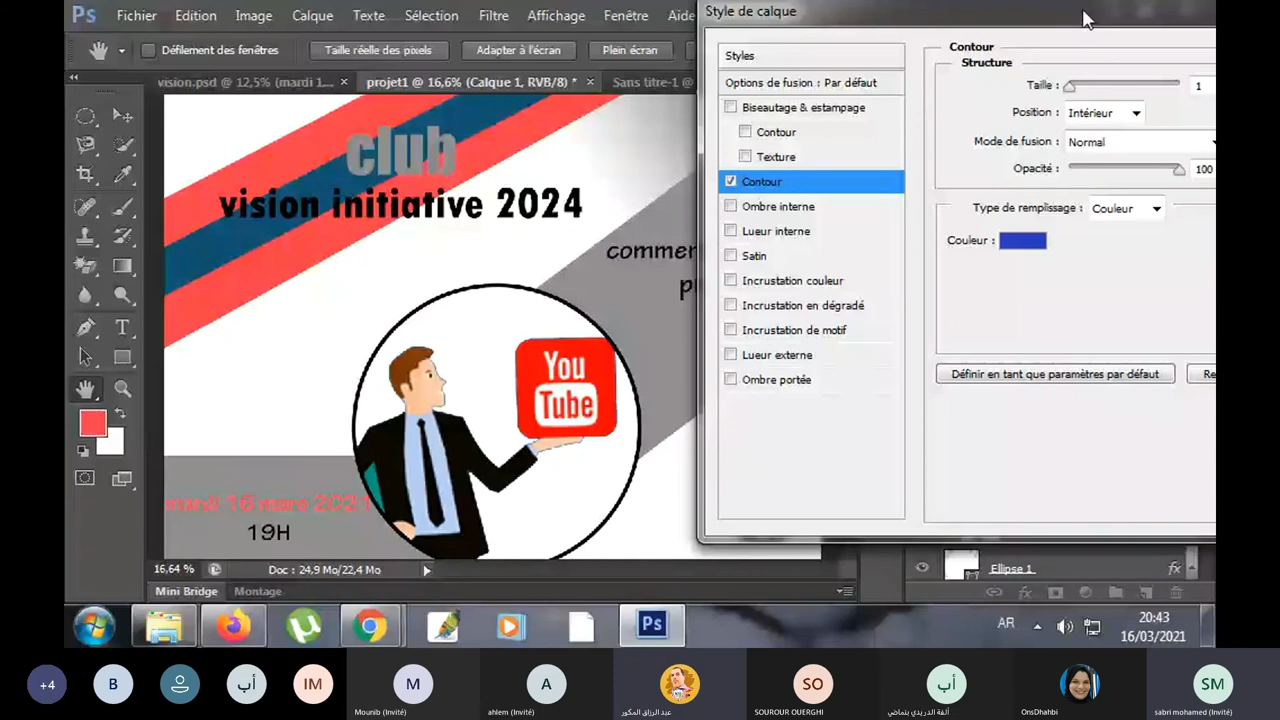 Ps Fichier Edition Image Calque Texte Sélection Filtre Affichage Fenêtre Aide
Style de calque
Défilement des fenêtres Taille réelle des pixels Adapter à l'écran Plein écran
vision.psd @ 12,5% (mardi 1... × projet1 @ 16,6% (Calque 1, RVB/8) * × Sans titre-1 @
club
vision initiative 2024
commen
p
You
Tube
mardi 16 mars 2021
19H
Styles
Options de fusion : Par défaut
Biseautage & estampage
Contour
Texture
Contour
Ombre interne
Lueur interne
Satin
Incrustation couleur
Incrustation en dégradé
Incrustation de motif
Lueur externe
Ombre portée
Contour
Structure
Taille : 1
Position : Intérieur
Mode de fusion : Normal
Opacité : 100
Type de remplissage : Couleur
Couleur :
Définir en tant que paramètres par défaut Re
16,64 % Doc : 24,9 Mo/22,4 Mo
Ellipse 1 fx
Mini Bridge Montage
Ps AR 20:43
16/03/2021
+4 B أب IM M A SO أب SM
Mounib (Invité) ahlem (Invité) عبد الرزاق المكور SOUROUR OUERGHI ألفة الدريدي بنماضي OnsDhahbi sabri mohamed (Invité)